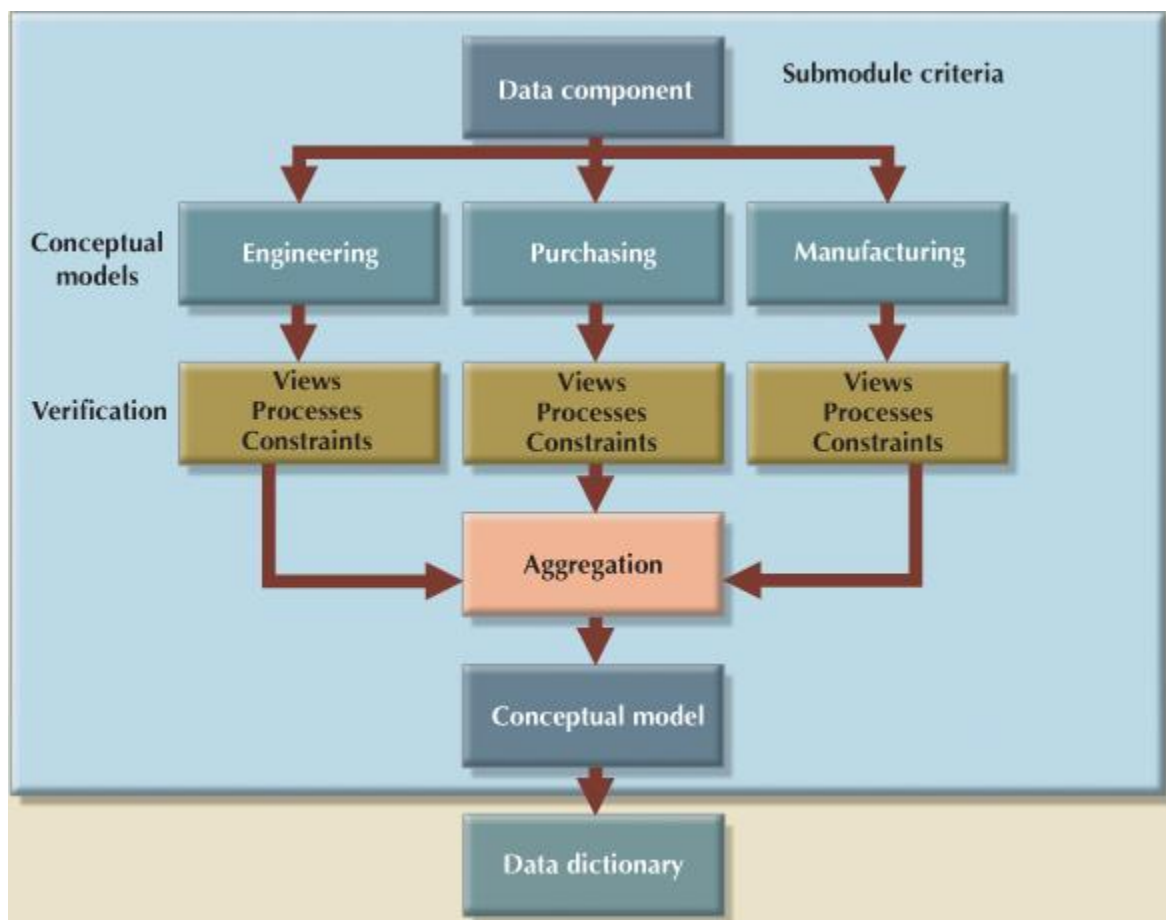 Data component
Submodule criteria
Conceptual
models
Engineering
Purchasing
Manufacturing
Verification
Views
Processes
Constraints
Views
Processes
Constraints
Views
Processes
Constraints
Aggregation
Conceptual model
Data dictionary